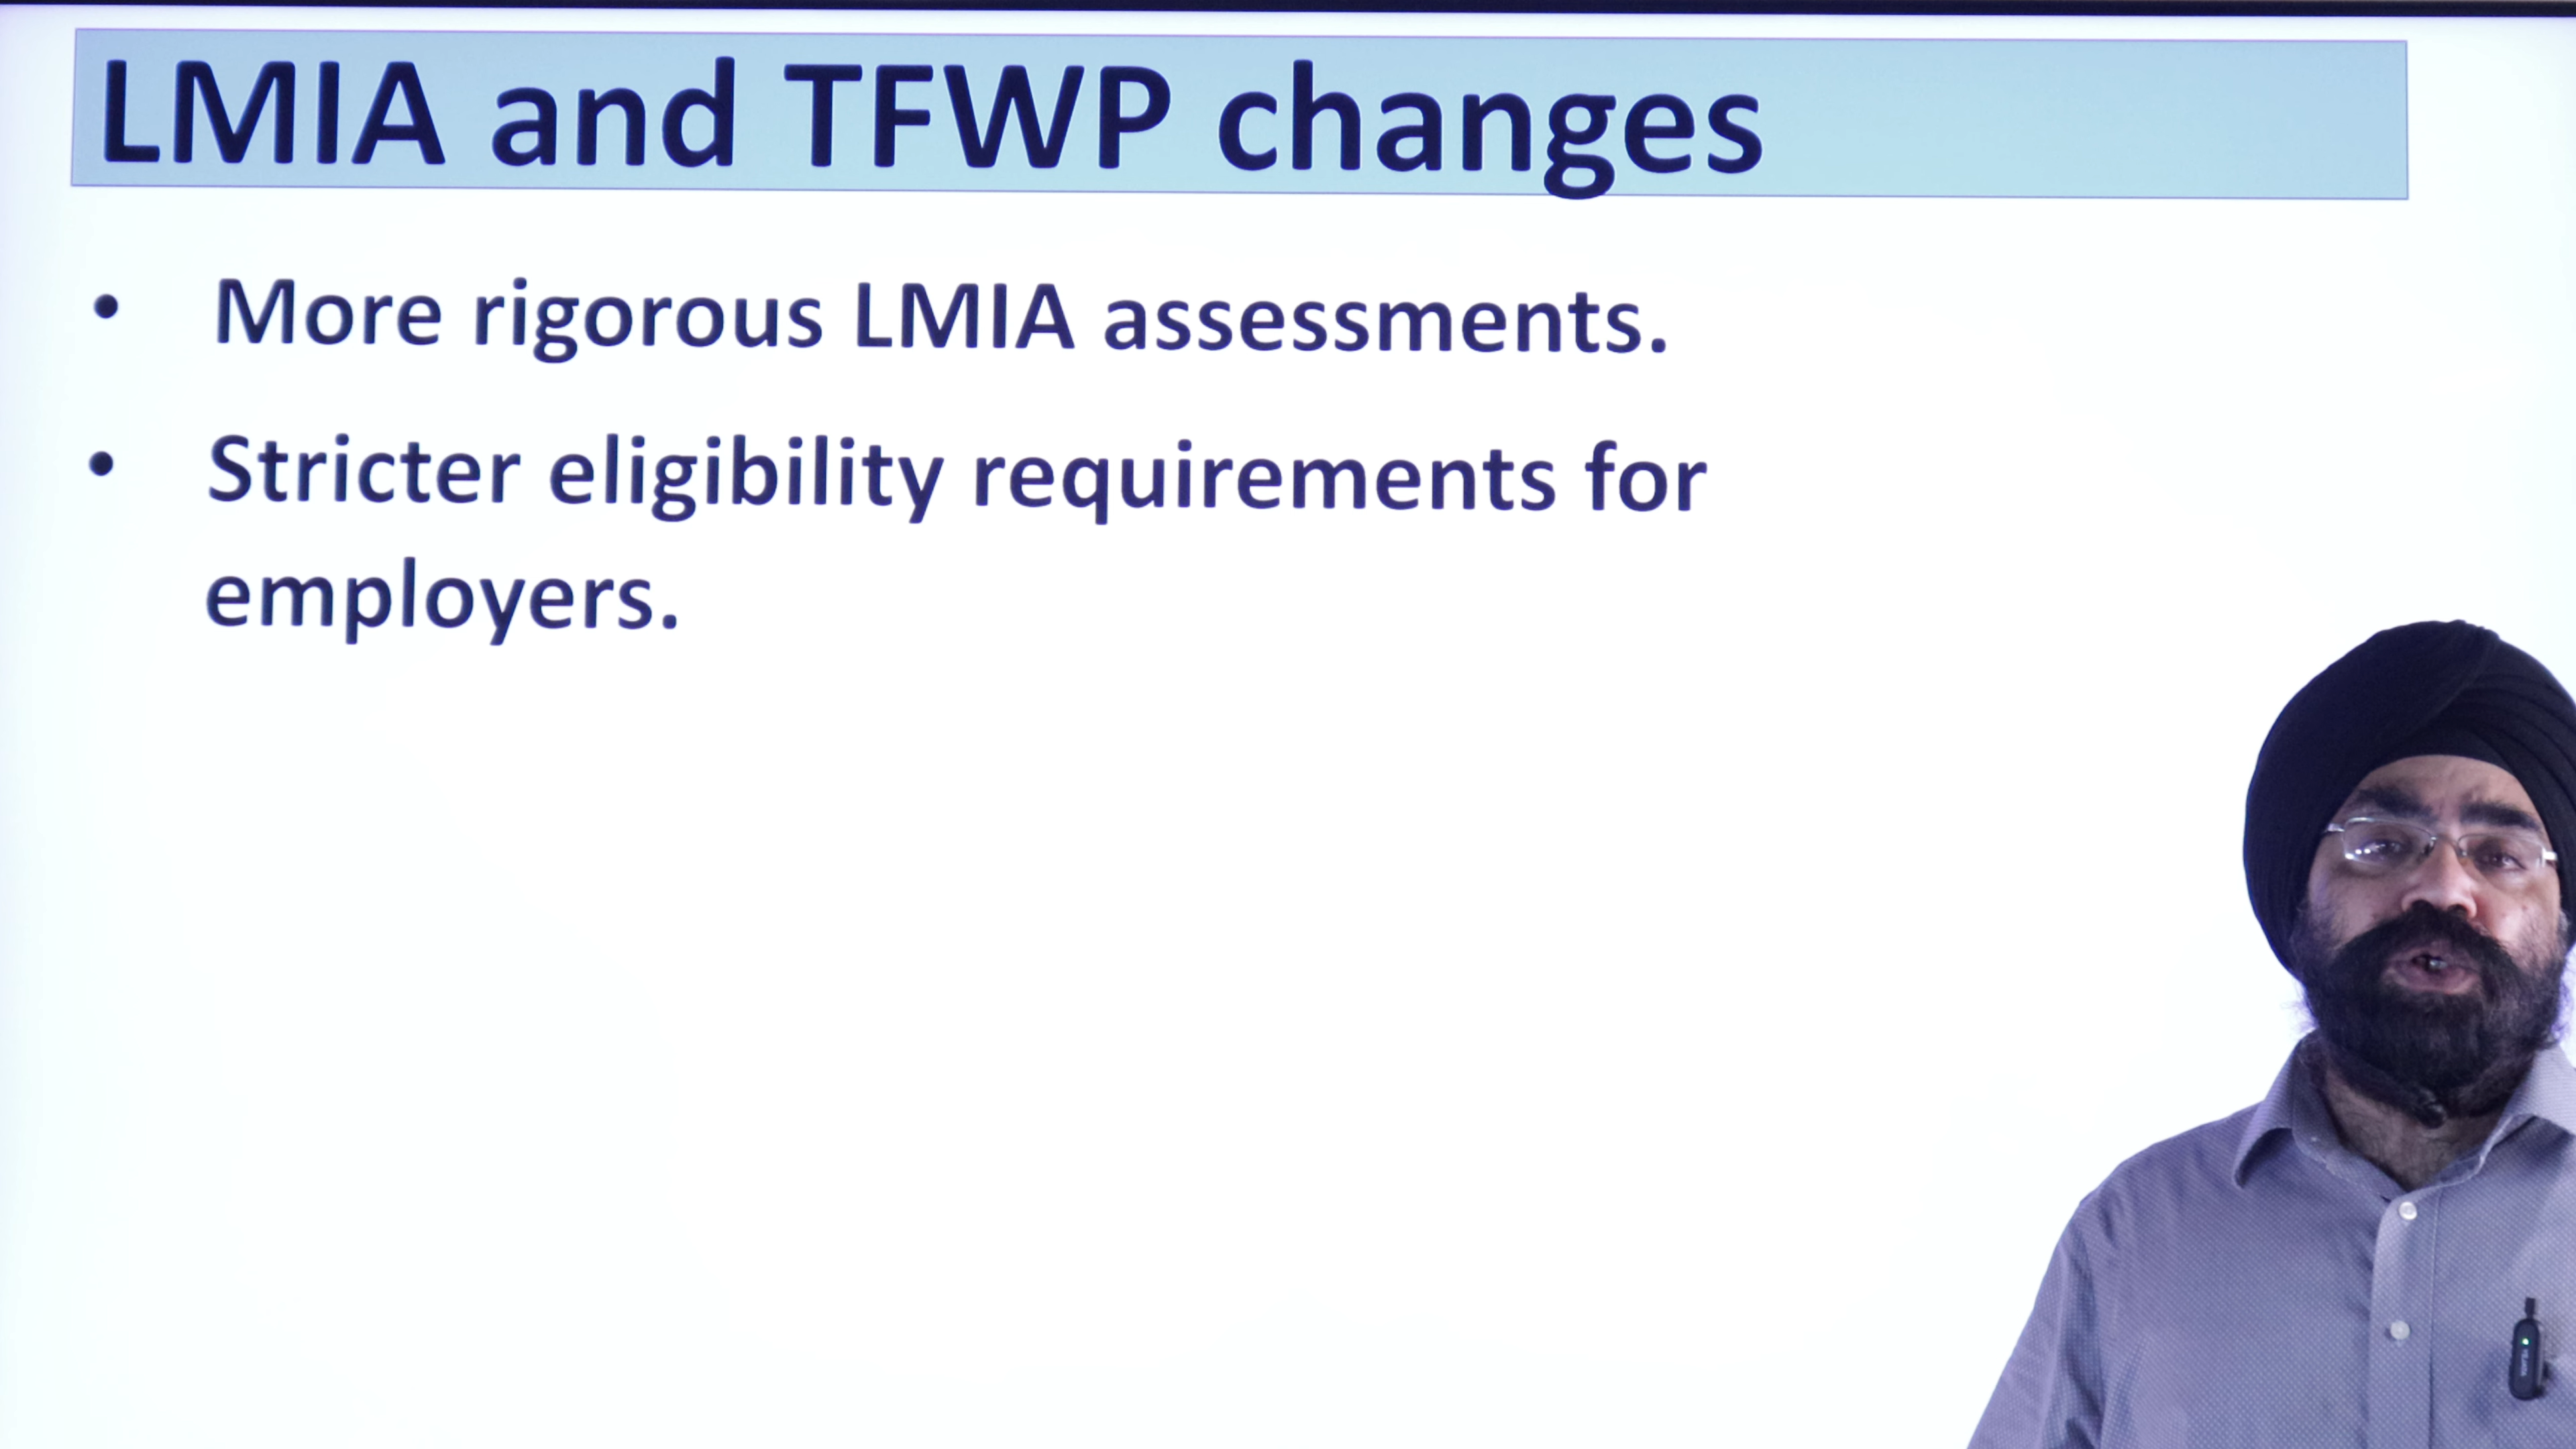 LMIA and TFWP changes
• More rigorous LMIA assessments.
• Stricter eligibility requirements for
employers.